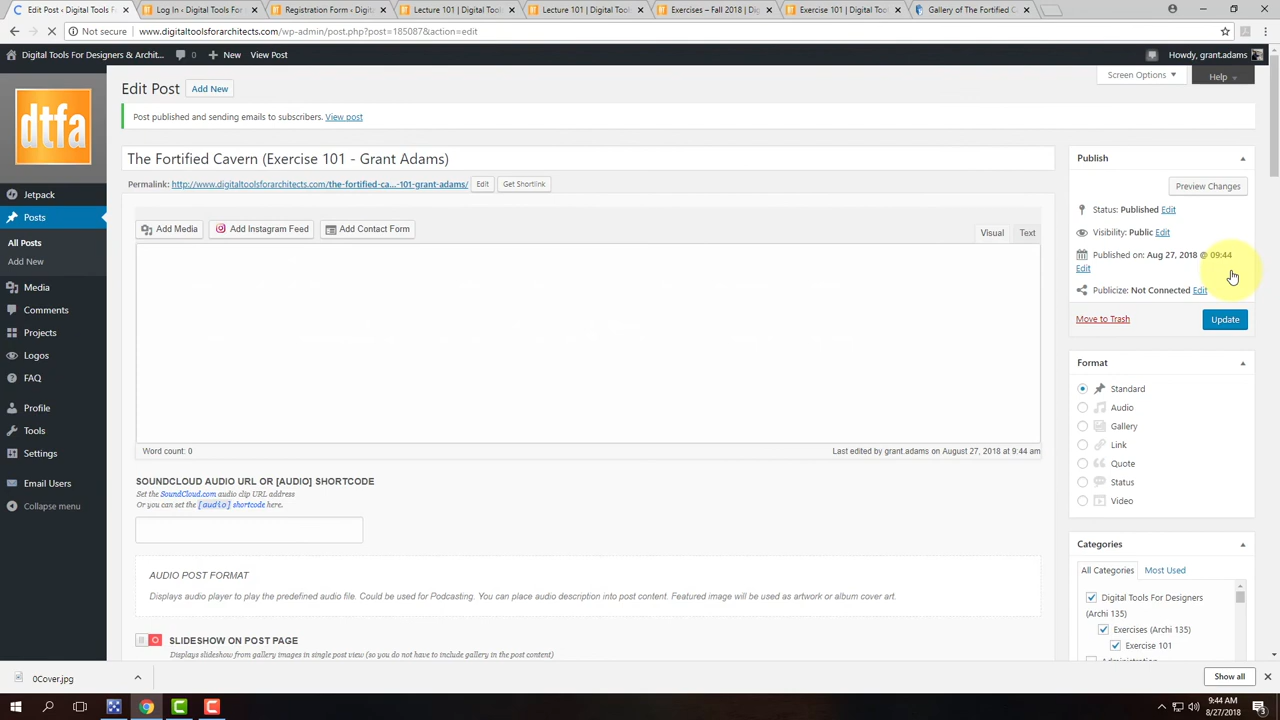 Edit Post ‹ Digital Tools F
Log In ‹ Fortified Cavern
Registration Form ‹ Digita
Lecture 101 | Digital Tools
Lecture 101 | Digital Tools
Exercises – Fall 2018 | Di
Exercise 101 | Digital Tool
Gallery of The Fortified C
Not secure
www.digitaltoolsforarchitects.com/wp-admin/post.php?post=185087&action=edit
Digital Tools For Designers & Archit...
0
New
View Post
Howdy, grant.adams
dtfa
Jetpack
Posts
All Posts
Add New
Media
Comments
Projects
Logos
FAQ
Profile
Tools
Settings
Email Users
Collapse menu
Edit Post
Add New
Screen Options
Help
Post published and sending emails to subscribers. View post
The Fortified Cavern (Exercise 101 - Grant Adams)
Permalink: http://www.digitaltoolsforarchitects.com/the-fortified-ca...-101-grant-adams/
Edit
Get Shortlink
Add Media
Add Instagram Feed
Add Contact Form
Visual
Text
Word count: 0
Last edited by grant.adams on August 27, 2018 at 9:44 am
SOUNDCLOUD AUDIO URL OR [AUDIO] SHORTCODE
Set the SoundCloud.com audio clip URL address
Or you can set the [audio] shortcode here.
AUDIO POST FORMAT
Displays audio player to play the predefined audio file. Could be used for Podcasting. You can place audio description into post content. Featured image will be used as artwork or album cover art.
SLIDESHOW ON POST PAGE
Displays slideshow from gallery images in single post view (so you do not have to include gallery in the post content)
Publish
Preview Changes
Status: Published Edit
Visibility: Public Edit
Published on: Aug 27, 2018 @ 09:44
Edit
Publicize: Not Connected Edit
Move to Trash
Update
Format
Standard
Audio
Gallery
Link
Quote
Status
Video
Categories
All Categories
Most Used
Digital Tools For Designers
(Archi 135)
Exercises (Archi 135)
Exercise 101
0Cover.jpg
Show all
9:44 AM
8/27/2018
3